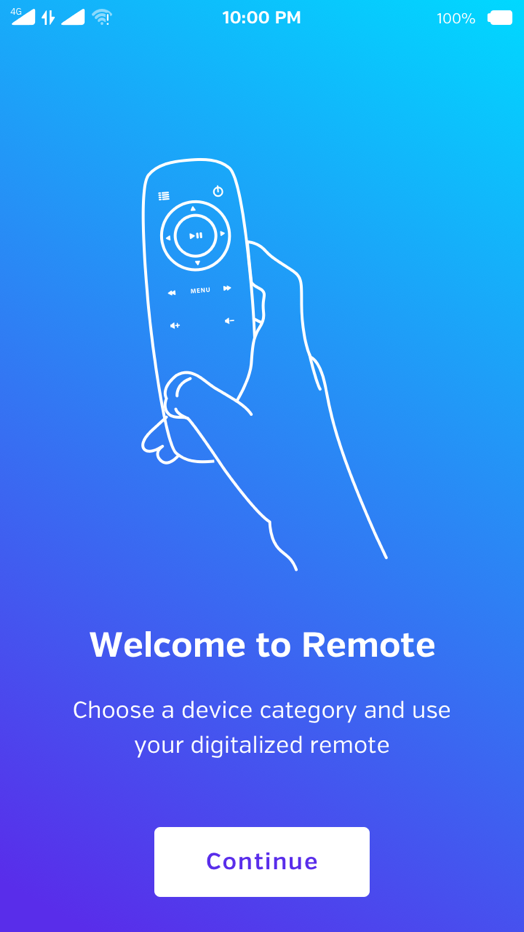 4G 10:00 PM 100%
MENU
Welcome to Remote
Choose a device category and use
your digitalized remote
Continue